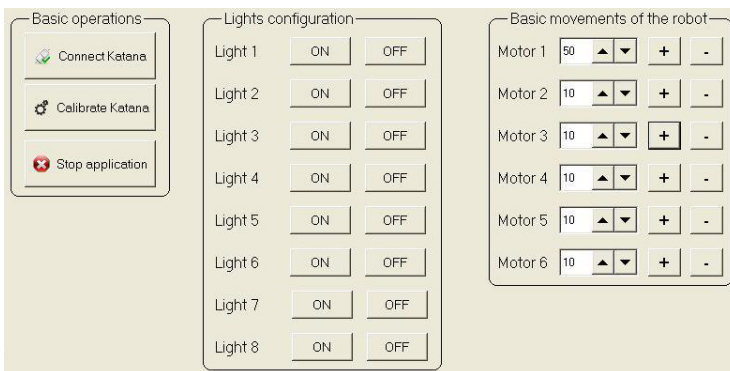 Basic operations
Connect Katana
Calibrate Katana
Stop application
Lights configuration
Light 1 ON OFF
Light 2 ON OFF
Light 3 ON OFF
Light 4 ON OFF
Light 5 ON OFF
Light 6 ON OFF
Light 7 ON OFF
Light 8 ON OFF
Basic movements of the robot
Motor 1 50 + -
Motor 2 10 + -
Motor 3 10 + -
Motor 4 10 + -
Motor 5 10 + -
Motor 6 10 + -